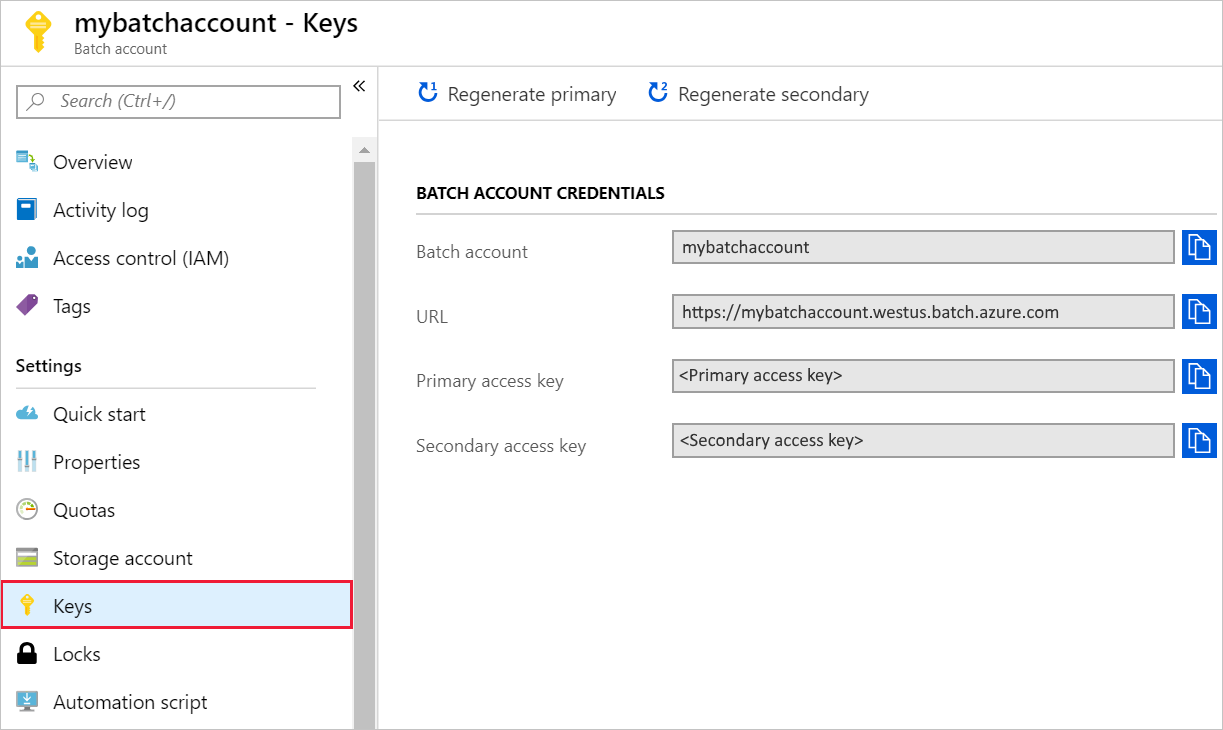 mybatchaccount - Keys
Batch account
Search (Ctrl+/)
«
Overview
Activity log
Access control (IAM)
Tags
Settings
Quick start
Properties
Quotas
Storage account
Keys
Locks
Automation script
1 Regenerate primary
2 Regenerate secondary
BATCH ACCOUNT CREDENTIALS
Batch account mybatchaccount
URL https://mybatchaccount.westus.batch.azure.com
Primary access key <Primary access key>
Secondary access key <Secondary access key>